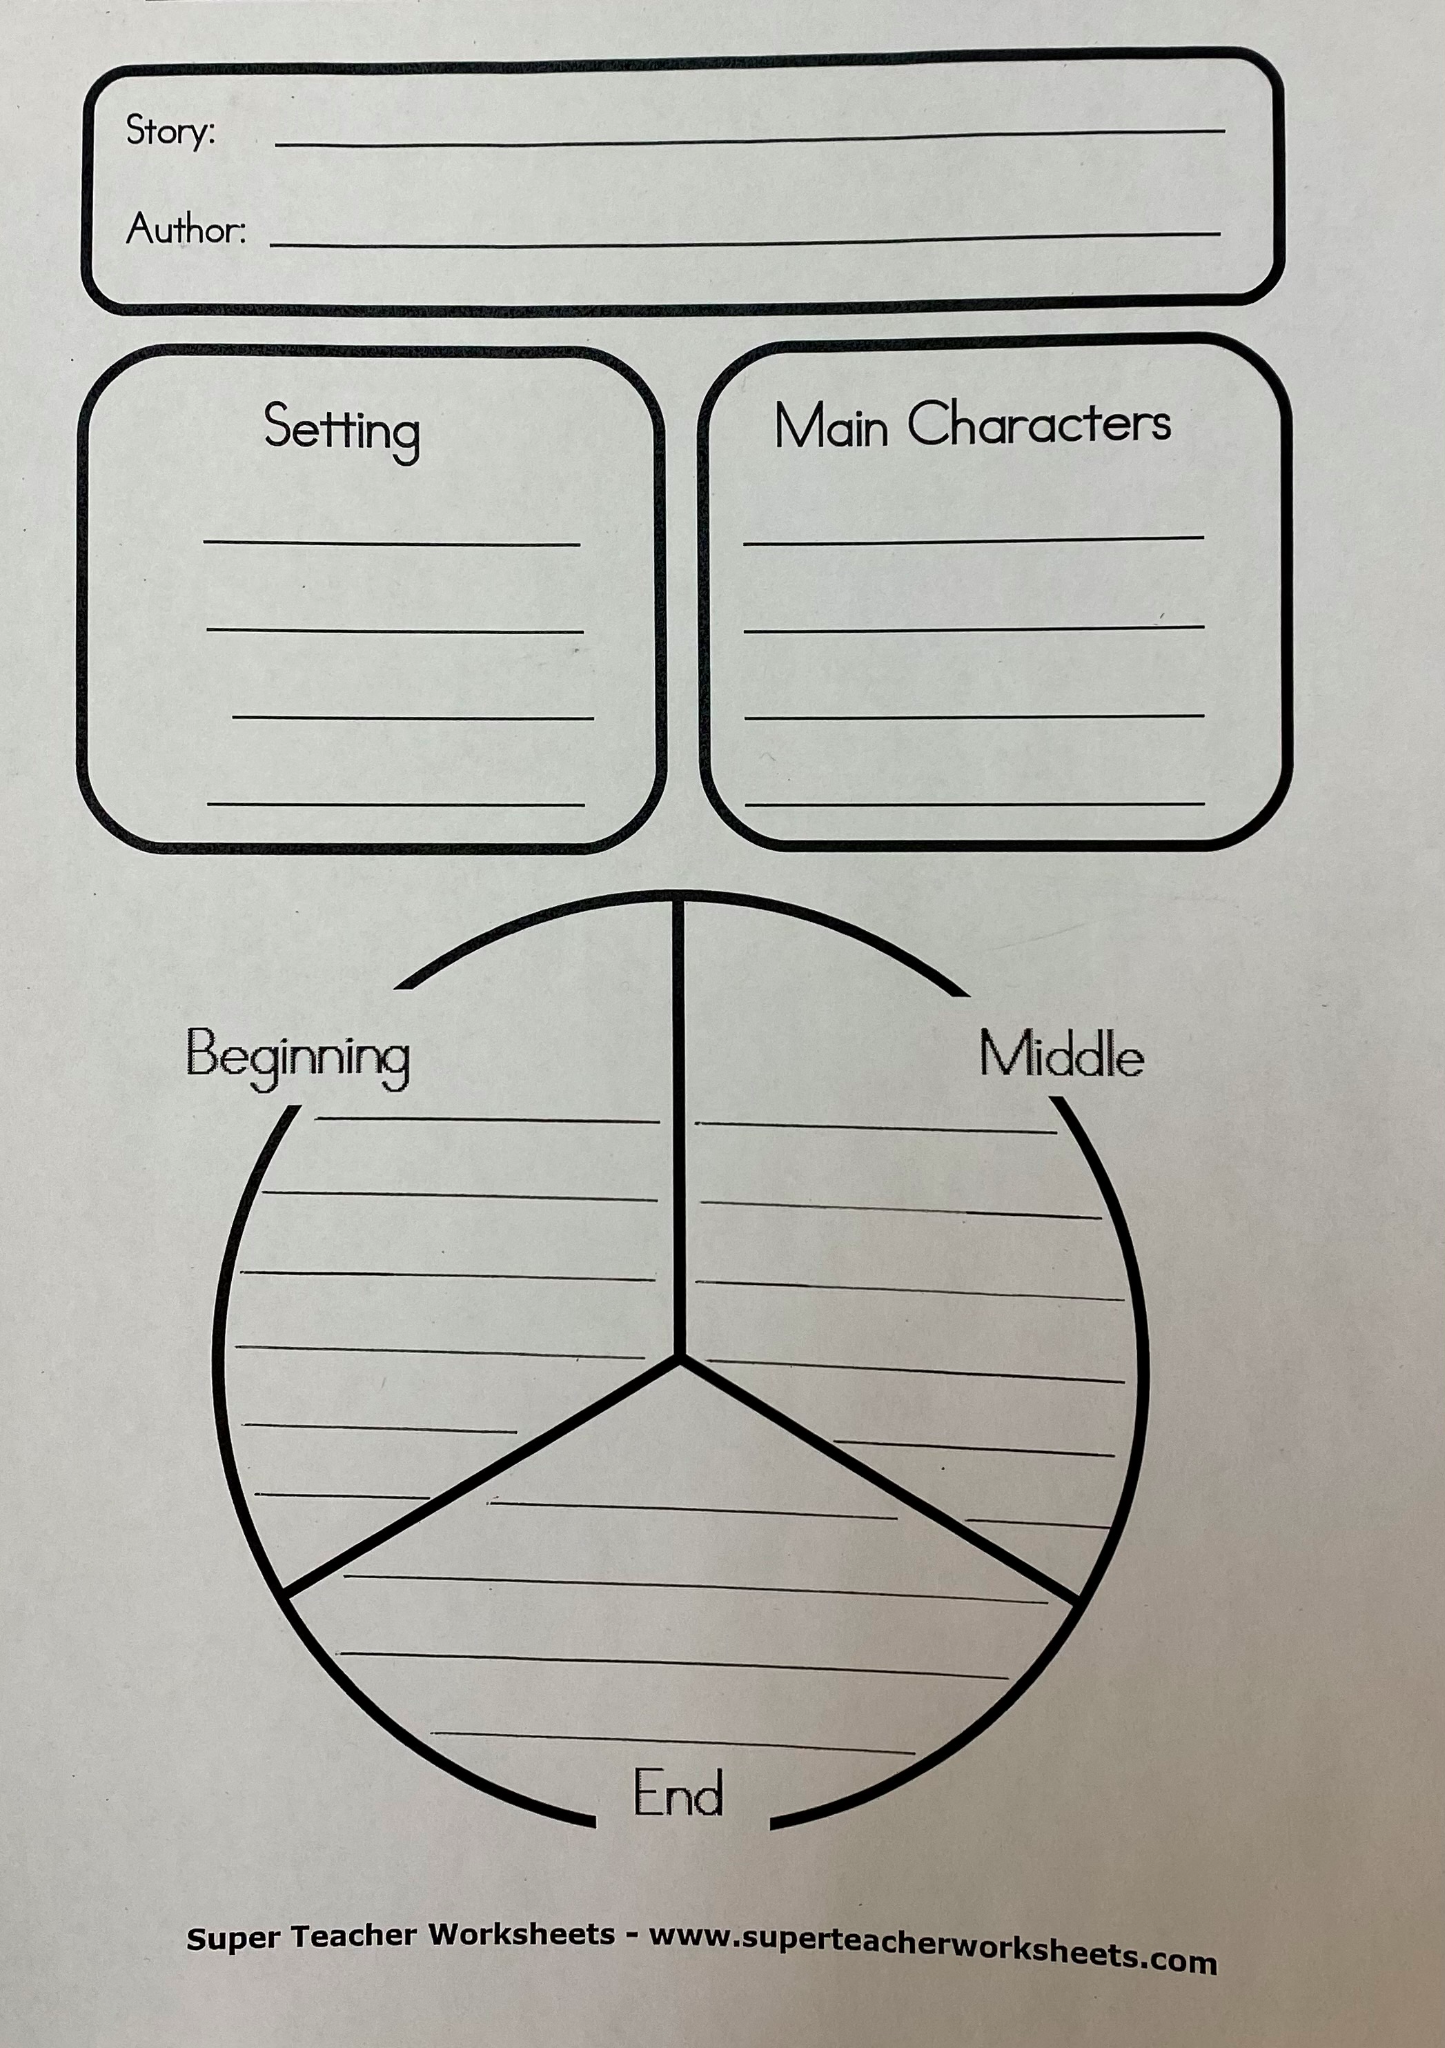 Story:
Author:
Setting
Main Characters
Beginning
Middle
End
Super Teacher Worksheets - www.superteacherworksheets.com